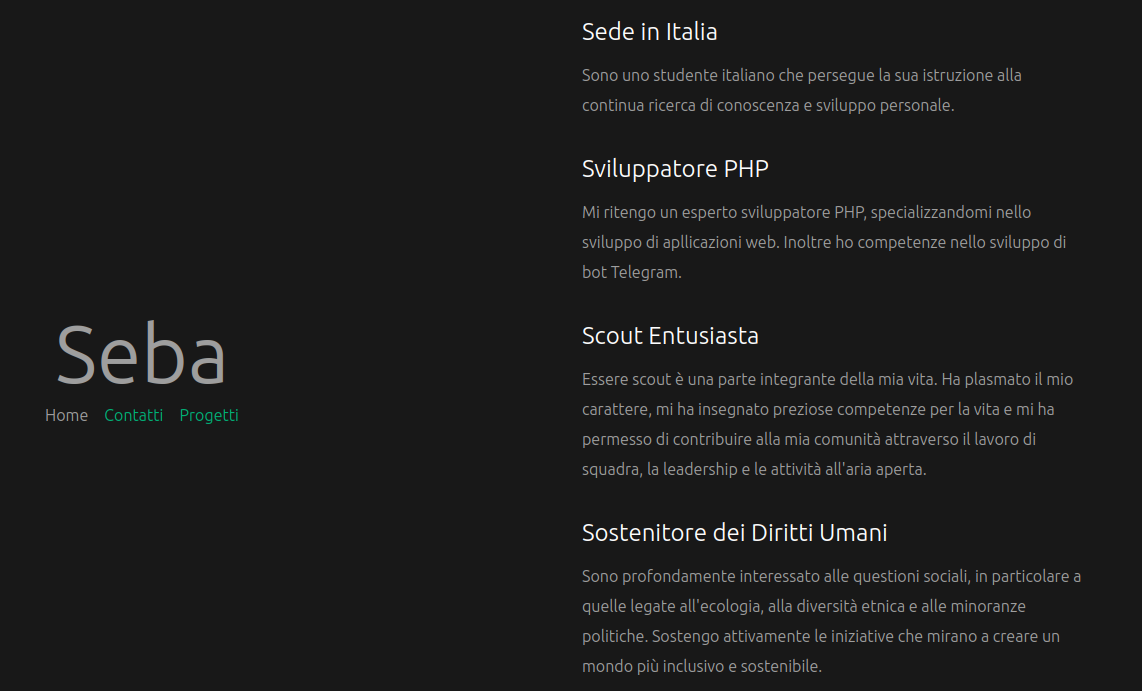 Seba
Home Contatti Progetti
Sede in Italia
Sono uno studente italiano che persegue la sua istruzione alla
continua ricerca di conoscenza e sviluppo personale.
Sviluppatore PHP
Mi ritengo un esperto sviluppatore PHP, specializzandomi nello
sviluppo di apllicazioni web. Inoltre ho competenze nello sviluppo di
bot Telegram.
Scout Entusiasta
Essere scout è una parte integrante della mia vita. Ha plasmato il mio
carattere, mi ha insegnato preziose competenze per la vita e mi ha
permesso di contribuire alla mia comunità attraverso il lavoro di
squadra, la leadership e le attività all'aria aperta.
Sostenitore dei Diritti Umani
Sono profondamente interessato alle questioni sociali, in particolare a
quelle legate all'ecologia, alla diversità etnica e alle minoranze
politiche. Sostengo attivamente le iniziative che mirano a creare un
mondo più inclusivo e sostenibile.